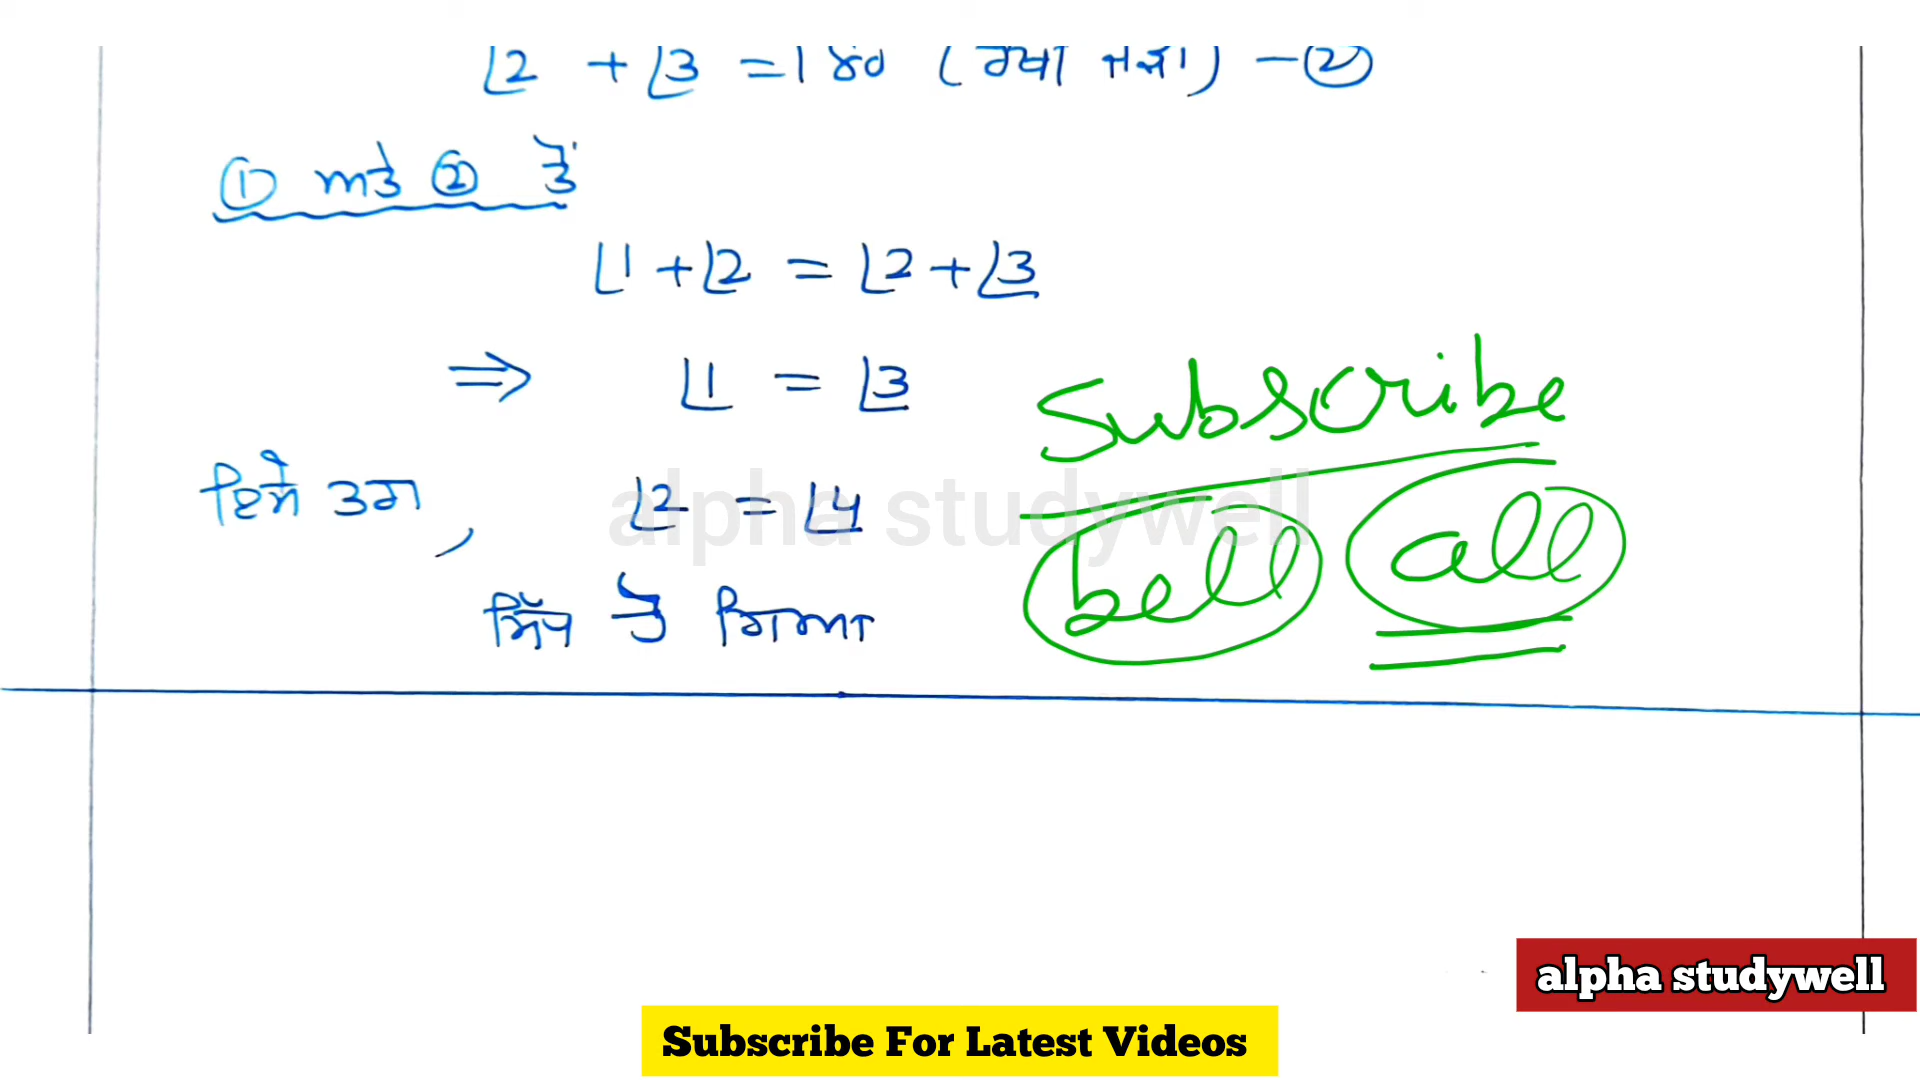 ∠2 + ∠3 = 180 (ਰੇਖੀ ਜੋੜਾ) — ②
① ਅਤੇ ② ਤੋਂ
∠1 + ∠2 = ∠2 + ∠3
⇒ ∠1 = ∠3
ਇਸੇ ਤਰਾਂ, ∠2 = ∠4
ਸਿੱਧ ਹੋ ਗਿਆ
Subscribe
bell all
alpha studywell
alpha studywell
Subscribe For Latest Videos